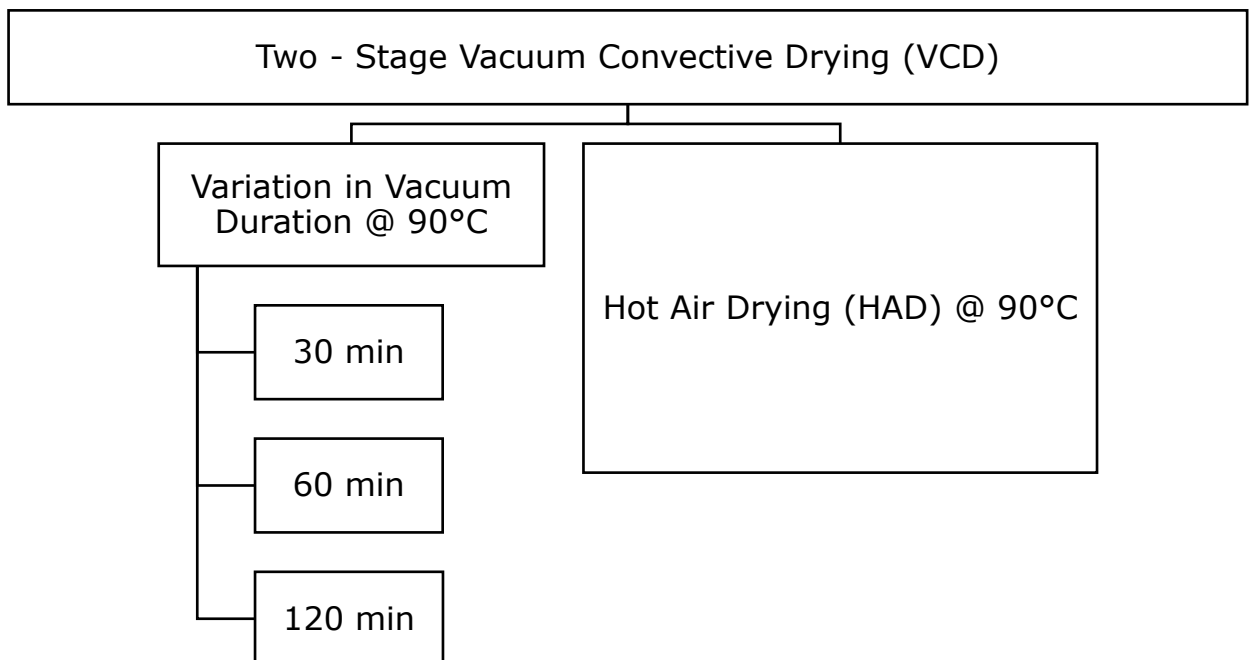 Two - Stage Vacuum Convective Drying (VCD)
Variation in Vacuum
Duration @ 90°C
30 min
60 min
120 min
Hot Air Drying (HAD) @ 90°C